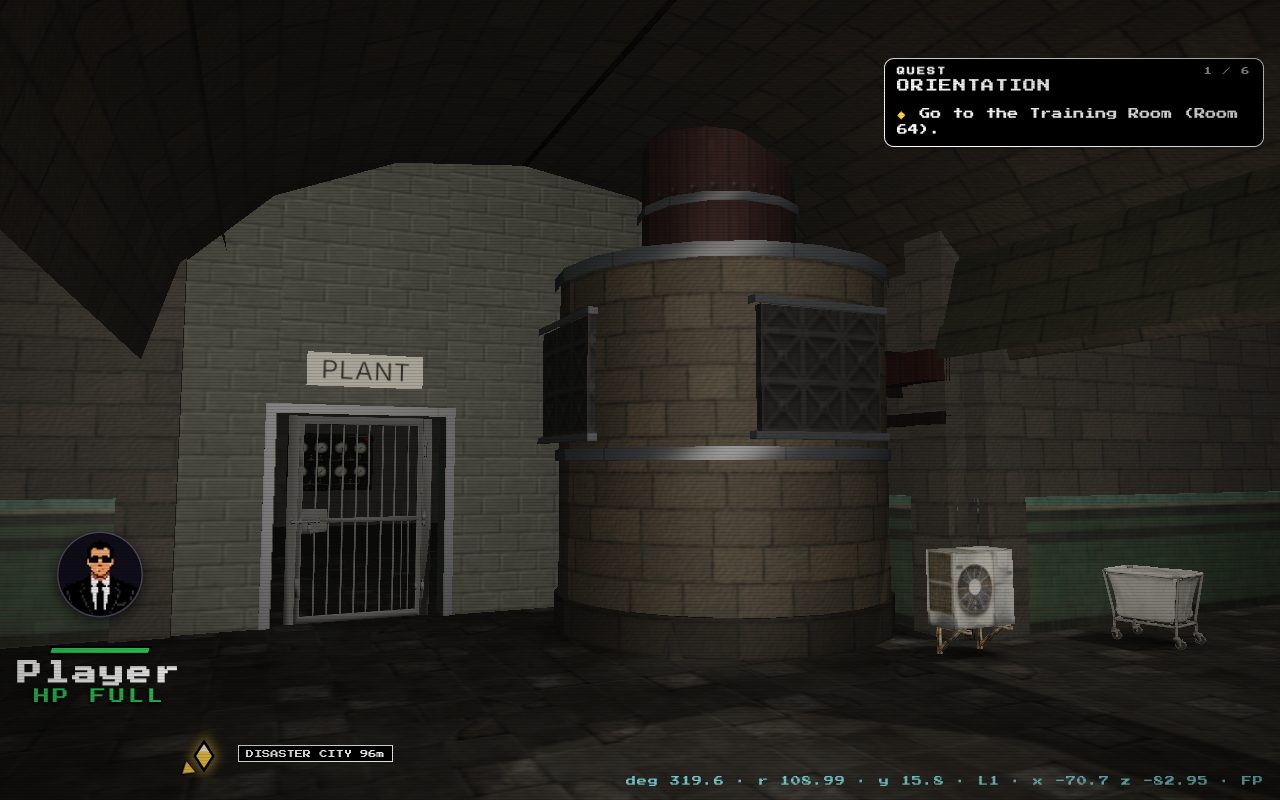 QUEST
1 / 6
ORIENTATION
Go to the Training Room (Room
64).
PLANT
Player
HP FULL
DISASTER CITY 96m
deg 319.6 · r 108.99 · y 15.8 · L1 · x -70.7 z -82.95 · FP